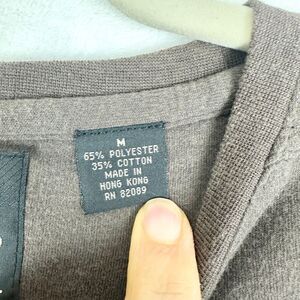 M
65% POLYESTER
35% COTTON
MADE IN
HONG KONG
RN 82089